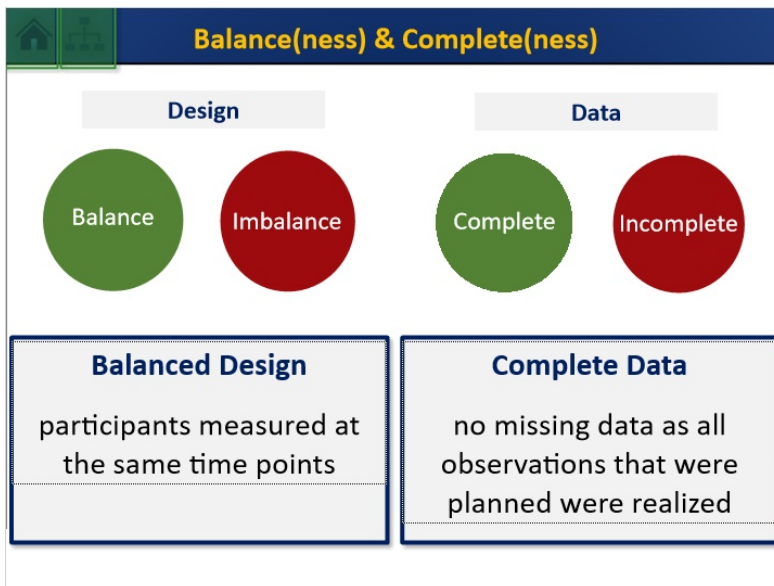 Balance(ness) & Complete(ness)
Design
Data
Balance
Imbalance
Complete
Incomplete
Balanced Design
participants measured at
the same time points
Complete Data
no missing data as all
observations that were
planned were realized